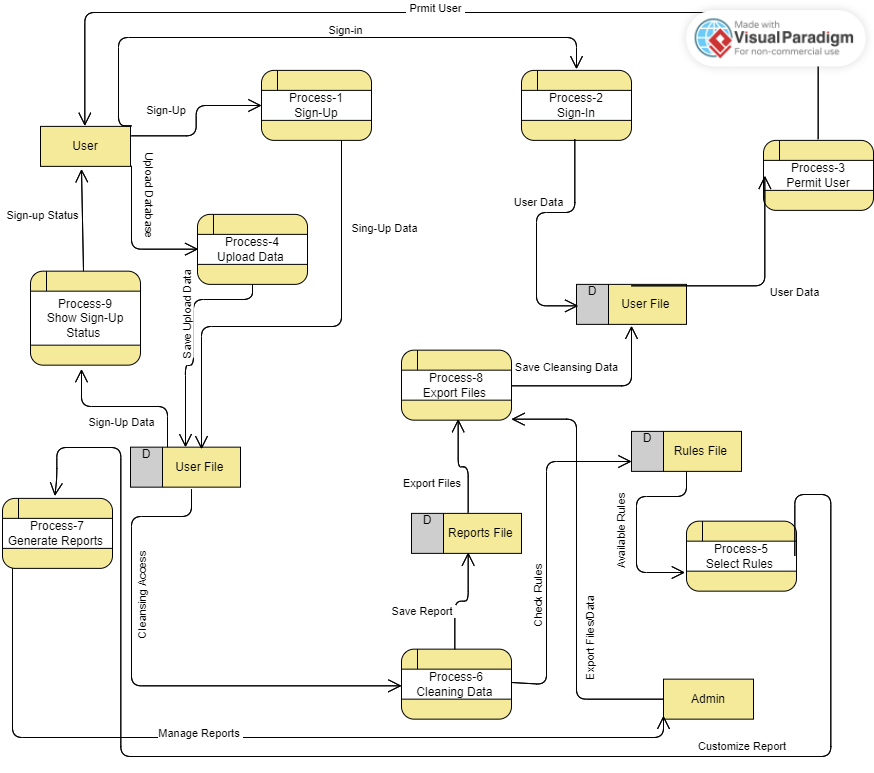 Prmit User
Made with
VisualParadigm
For non-commercial use
Sign-in
Process-1
Sign-Up
Process-2
Sign-In
Sign-Up
User
Process-3
Permit User
Upload Database
Sign-up Status
User Data
Sing-Up Data
Process-4
Upload Data
Process-9
Show Sign-Up
Status
Save Upload Data
D
User File
User Data
Process-8
Export Files
Save Cleansing Data
Sign-Up Data
D
User File
D
Rules File
Export Files
Process-7
Generate Reports
D
Reports File
Available Rules
Process-5
Select Rules
Cleansing Access
Check Rules
Export Files/Data
Save Report
Process-6
Cleaning Data
Admin
Manage Reports
Customize Report